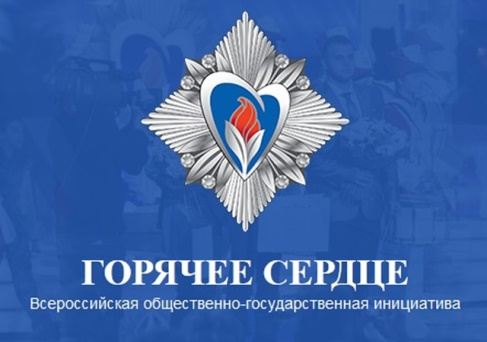 ГОРЯЧЕЕ СЕРДЦЕ
Всероссийская общественно-государственная инициатива